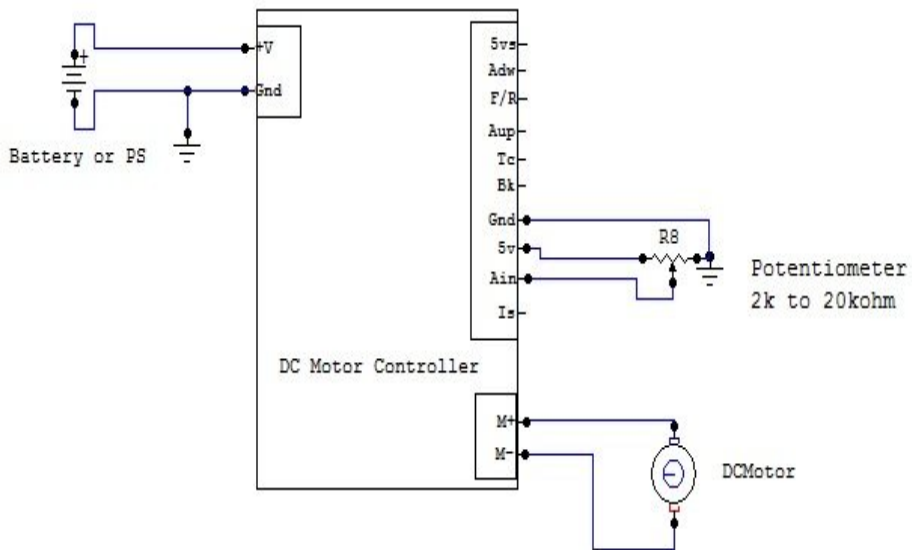 +V
+
Gnd
Battery or PS
5vs
Adw
F/R
Aup
Tc
Bk
Gnd
5v
Ain
Is
R8
Potentiometer
2k to 20kohm
DC Motor Controller
M+
M-
DCMotor